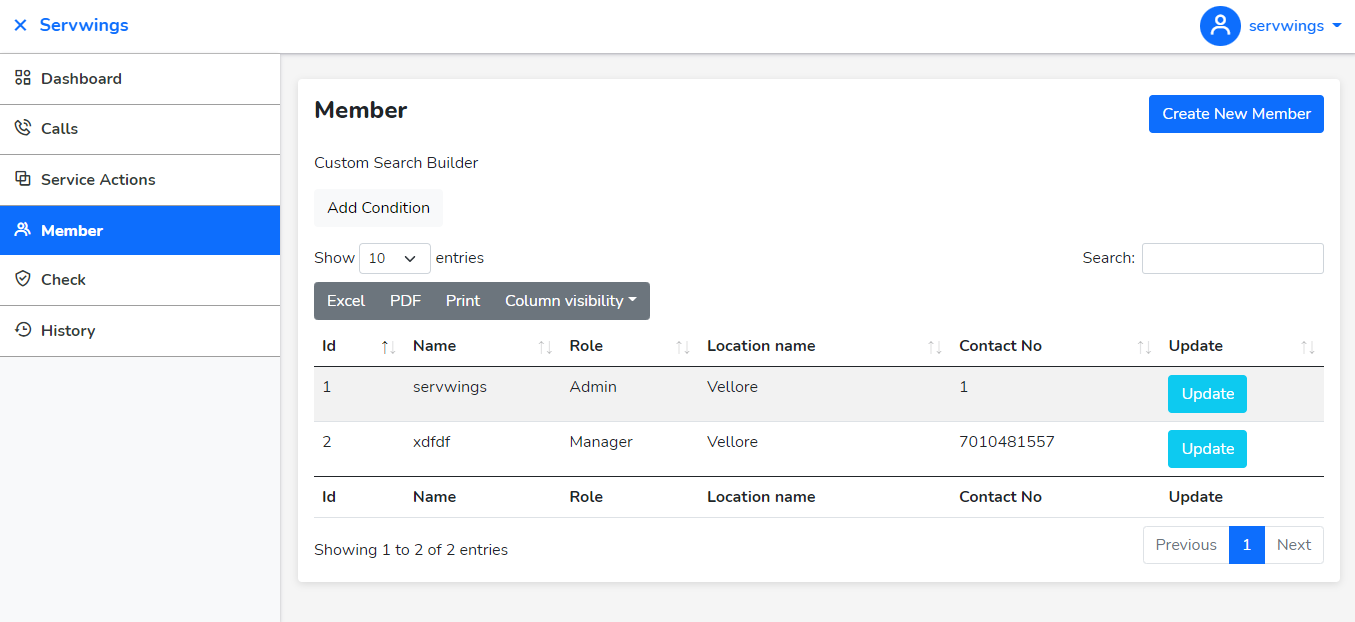 Servwings
servwings
Dashboard
Calls
Service Actions
Member
Check
History
Member
Create New Member
Custom Search Builder
Add Condition
Show 10 entries
Search:
Excel PDF Print Column visibility
Id Name Role Location name Contact No Update
1 servwings Admin Vellore 1 Update
2 xdfdf Manager Vellore 7010481557 Update
Id Name Role Location name Contact No Update
Showing 1 to 2 of 2 entries
Previous 1 Next